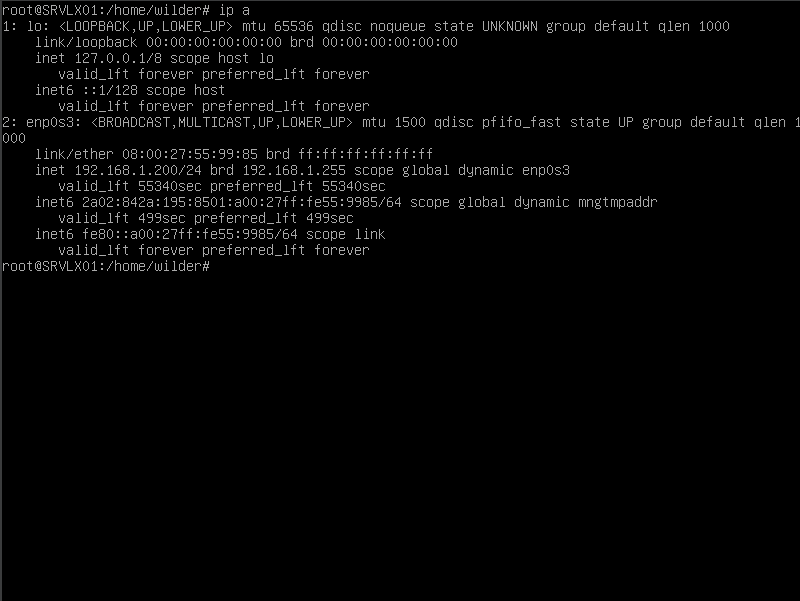 root@SRVLX01:/home/wilder# ip a
1: lo: <LOOPBACK,UP,LOWER_UP> mtu 65536 qdisc noqueue state UNKNOWN group default qlen 1000
    link/loopback 00:00:00:00:00:00 brd 00:00:00:00:00:00
    inet 127.0.0.1/8 scope host lo
       valid_lft forever preferred_lft forever
    inet6 ::1/128 scope host
       valid_lft forever preferred_lft forever
2: enp0s3: <BROADCAST,MULTICAST,UP,LOWER_UP> mtu 1500 qdisc pfifo_fast state UP group default qlen 1
000
    link/ether 08:00:27:55:99:85 brd ff:ff:ff:ff:ff:ff
    inet 192.168.1.200/24 brd 192.168.1.255 scope global dynamic enp0s3
       valid_lft 55340sec preferred_lft 55340sec
    inet6 2a02:842a:195:8501:a00:27ff:fe55:9985/64 scope global dynamic mngtmpaddr
       valid_lft 499sec preferred_lft 499sec
    inet6 fe80::a00:27ff:fe55:9985/64 scope link
       valid_lft forever preferred_lft forever
root@SRVLX01:/home/wilder#